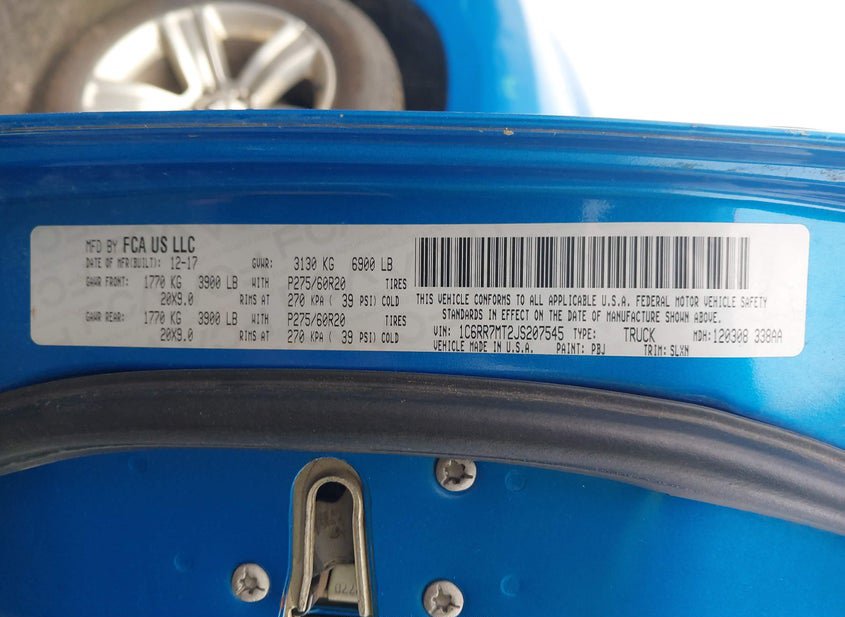 MFD BY FCA US LLC
DATE OF MFR(BUILT): 12-17 GVWR: 3130 KG 6900 LB
GAWR FRONT: 1770 KG 3900 LB WITH P275/60R20 TIRES
20X9.0 RIMS AT 270 KPA ( 39 PSI) COLD
GAWR REAR: 1770 KG 3900 LB WITH P275/60R20 TIRES
20X9.0 RIMS AT 270 KPA ( 39 PSI) COLD
THIS VEHICLE CONFORMS TO ALL APPLICABLE U.S.A. FEDERAL MOTOR VEHICLE SAFETY
STANDARDS IN EFFECT ON THE DATE OF MANUFACTURE SHOWN ABOVE.
VIN: 1C6RR7MT2JS207545 TYPE: TRUCK MDH: 120308 338AA
VEHICLE MADE IN U.S.A. PAINT: PBJ TRIM: SLXN